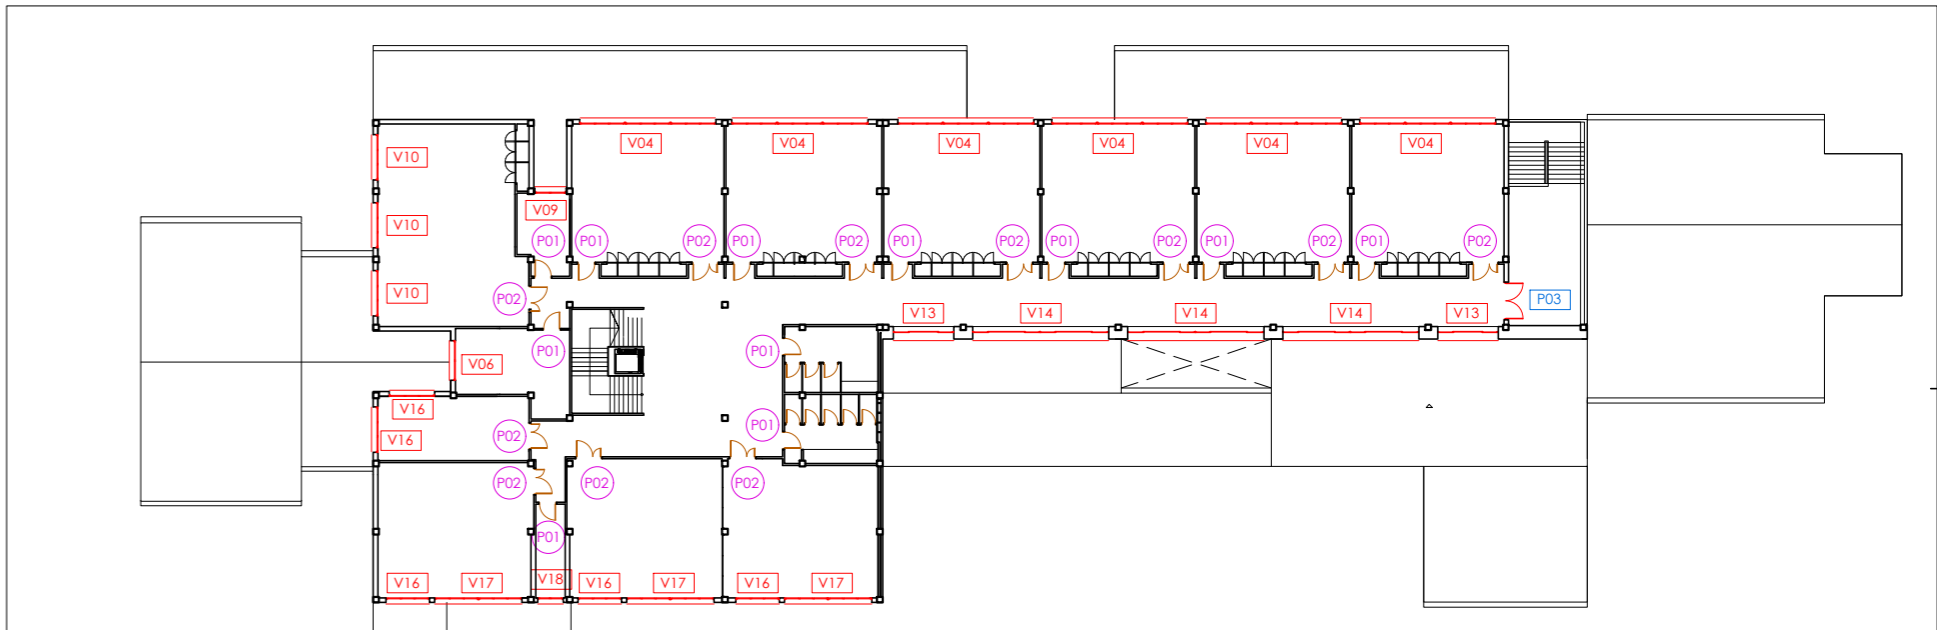 V04 V04 V04 V04 V04 V04
V10
V09
V10
P01 P01 P02 P01 P02 P01 P02 P01 P02 P01 P02 P01 P02
V10 P02 P03
V13 V14 V14 V14 V13
P01 P01
V06
V16
P01
V16 P02
P02 P02 P02
P01
V16 V17 V18 V16 V17 V16 V17